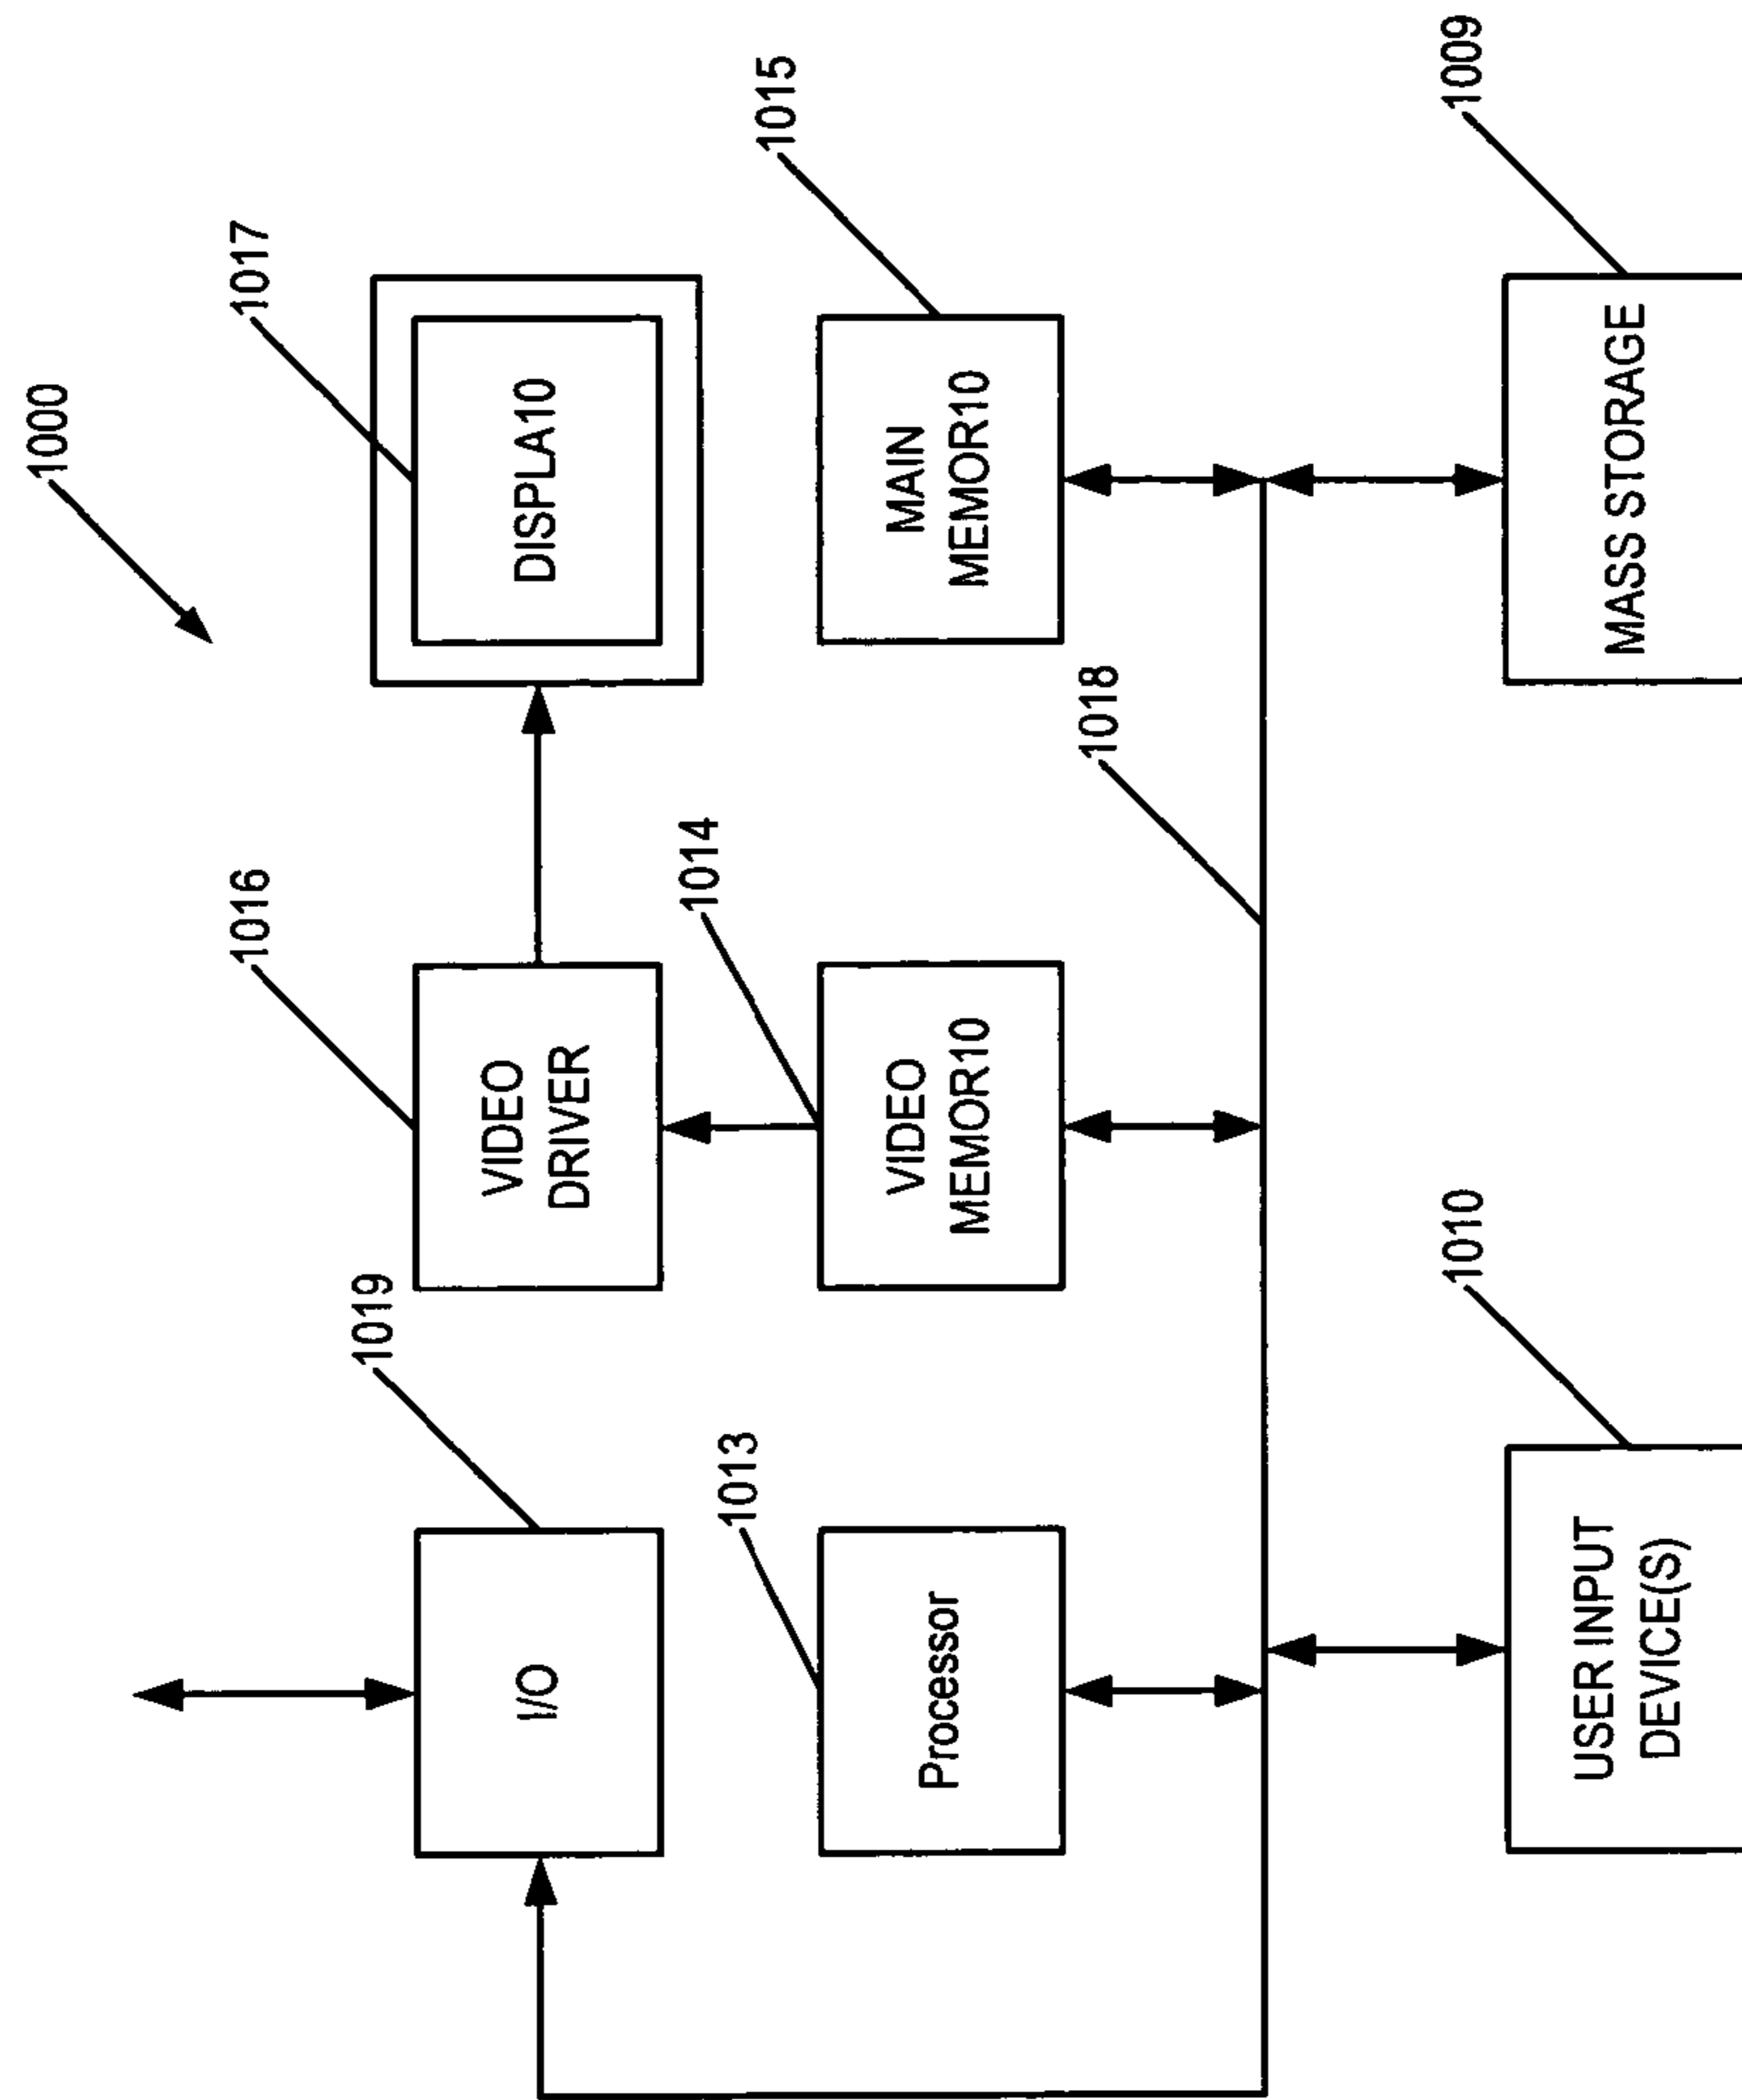 1000
1017
DISPLA10
1015
MAIN
MEMOR10
1009
MASS STORAGE
1016
VIDEO
DRIVER
1014
VIDEO
MEMOR10
1018
1019
I/O
1013
Processor
1010
USER INPUT
DEVICE(S)